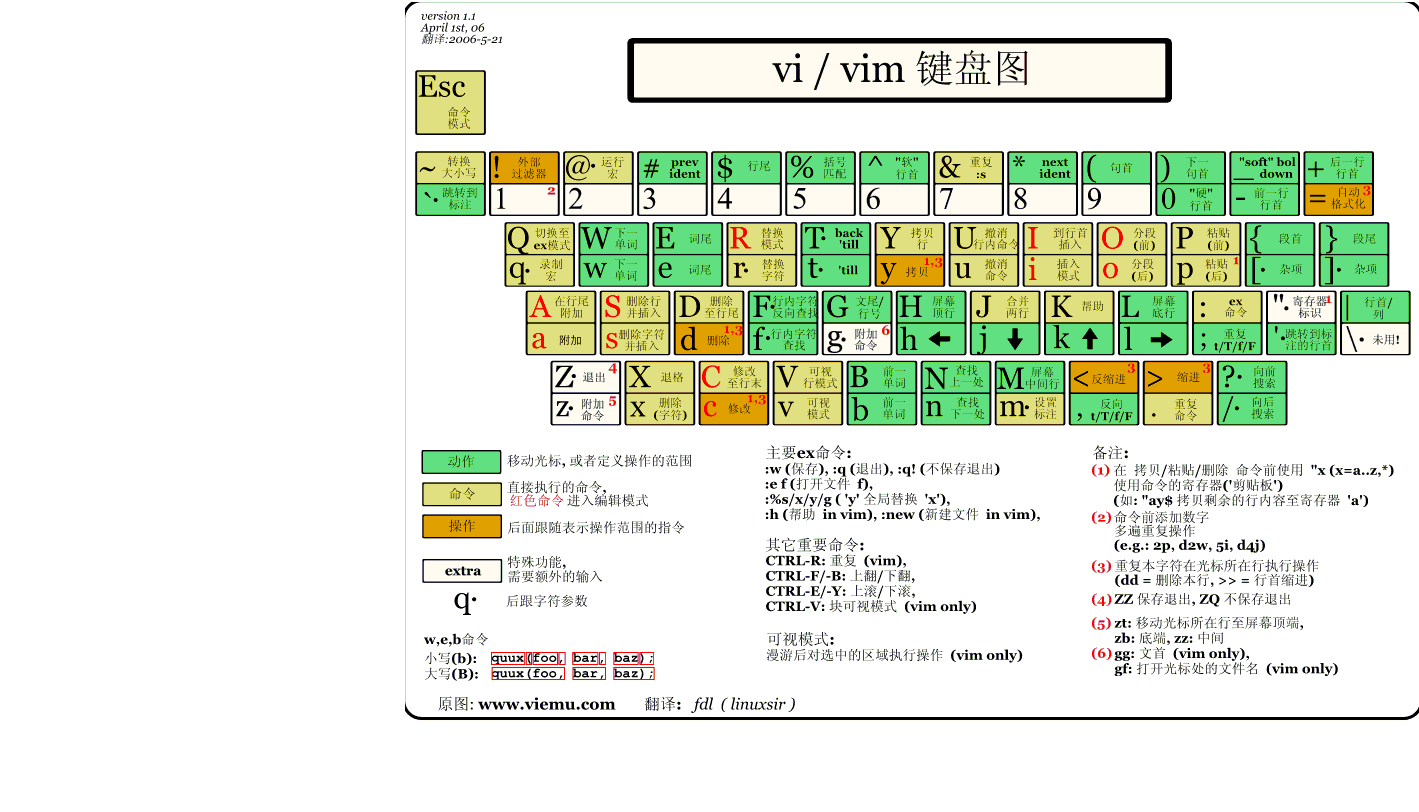 version 1.1
April 1st, 06
翻译:2006-5-21
vi / vim 键盘图
Esc 命令 模式
~ 转换 大小写 ! 外部 过滤器 @· 运行 宏 # prev ident $ 行尾 % 括号 匹配 ^ "软" 行首 & 重复 :s * next ident ( 句首 ) 下一 句首 _ "soft" bol down + 后一行 行首
`· 跳转到 标注 1 2 2 3 4 5 6 7 8 9 0 "硬" 行首 - 前一行 行首 = 自动 3 格式化
Q 切换至 ex模式 W 下一 单词 E 词尾 R 替换 模式 T· back 'till Y 拷贝 行 U 撤消 行内命令 I 到行首 插入 O 分段 (前) P 粘贴 (前) { 段首 } 段尾
q· 录制 宏 w 下一 单词 e 词尾 r· 替换 字符 t· 'till y 拷贝 1,3 u 撤消 命令 i 插入 模式 o 分段 (后) p 粘贴 1 (后) [· 杂项 ]· 杂项
A 在行尾 附加 S 删除行 并插入 D 删除 至行尾 F· 行内字符 反向查找 G 文尾/ 行号 H 屏幕 顶行 J 合并 两行 K 帮助 L 屏幕 底行 : ex 命令 "· 寄存器 1 标识 | 行首/ 列
a 附加 s 删除字符 并插入 d 删除 1,3 f· 行内字符 查找 g· 附加 6 命令 h ← j ↓ k ↑ l → ; 重复 t/T/f/F '· 跳转到标 注的行首 \· 未用!
Z· 退出 4 X 退格 C 修改 至行末 V 可视 行模式 B 前一 单词 N 查找 上一处 M 屏幕 中间行 < 反缩进 3 > 缩进 3 ?· 向前 搜索
z· 附加 5 命令 x 删除 (字符) c 修改 1,3 v 可视 模式 b 前一 单词 n 查找 下一处 m· 设置 标注 , 反向 t/T/f/F . 重复 命令 /· 向后 搜索
动作 移动光标, 或者定义操作的范围
命令 直接执行的命令,
红色命令 进入编辑模式
操作 后面跟随表示操作范围的指令
extra 特殊功能,
需要额外的输入
q· 后跟字符参数
w,e,b命令
小写(b): quux(foo, bar, baz);
大写(B): quux(foo, bar, baz);
主要ex命令:
:w (保存), :q (退出), :q! (不保存退出)
:e f (打开文件 f),
:%s/x/y/g ( 'y' 全局替换 'x'),
:h (帮助 in vim), :new (新建文件 in vim),
其它重要命令:
CTRL-R: 重复 (vim),
CTRL-F/-B: 上翻/下翻,
CTRL-E/-Y: 上滚/下滚,
CTRL-V: 块可视模式 (vim only)
可视模式:
漫游后对选中的区域执行操作 (vim only)
备注:
(1) 在 拷贝/粘贴/删除 命令前使用 "x (x=a..z,*)
使用命令的寄存器('剪贴板')
(如: "ay$ 拷贝剩余的行内容至寄存器 'a')
(2) 命令前添加数字
多遍重复操作
(e.g.: 2p, d2w, 5i, d4j)
(3) 重复本字符在光标所在行执行操作
(dd = 删除本行, >> = 行首缩进)
(4) ZZ 保存退出, ZQ 不保存退出
(5) zt: 移动光标所在行至屏幕顶端,
zb: 底端, zz: 中间
(6) gg: 文首 (vim only),
gf: 打开光标处的文件名 (vim only)
原图: www.viemu.com 翻译: fdl ( linuxsir )